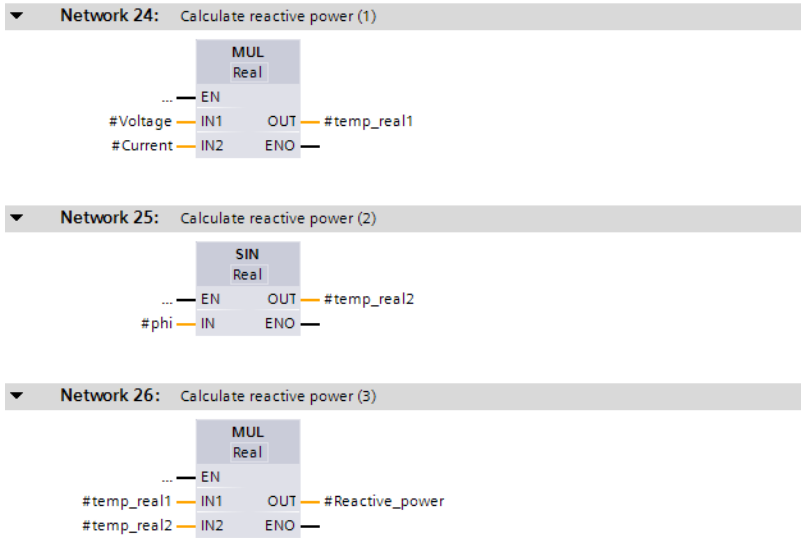 Network 24: Calculate reactive power (1)
MUL
Real
... EN
#Voltage IN1 OUT #temp_real1
#Current IN2 ENO
Network 25: Calculate reactive power (2)
SIN
Real
... EN OUT #temp_real2
#phi IN ENO
Network 26: Calculate reactive power (3)
MUL
Real
... EN
#temp_real1 IN1 OUT #Reactive_power
#temp_real2 IN2 ENO